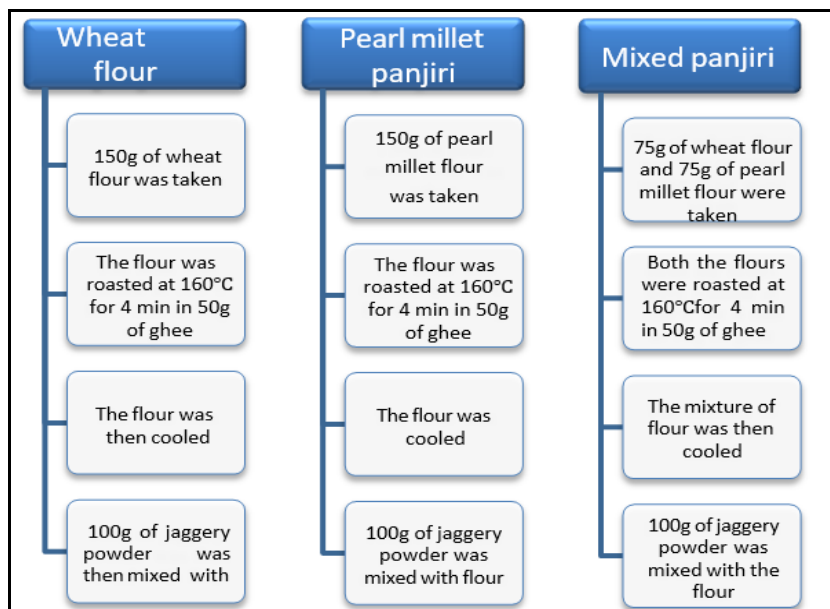 Wheat
flour
150g of wheat
flour was taken
The flour was
roasted at 160°C
for 4 min in 50g
of ghee
The flour was
then cooled
100g of jaggery
powder was
then mixed with
Pearl millet
panjiri
150g of pearl
millet flour
was taken
The flour was
roasted at 160°C
for 4 min in 50g
of ghee
The flour was
cooled
100g of jaggery
powder was
mixed with flour
Mixed panjiri
75g of wheat flour
and 75g of pearl
millet flour were
taken
Both the flours
were roasted at
160°Cfor 4 min
in 50g of ghee
The mixture of
flour was then
cooled
100g of jaggery
powder was
mixed with the
flour